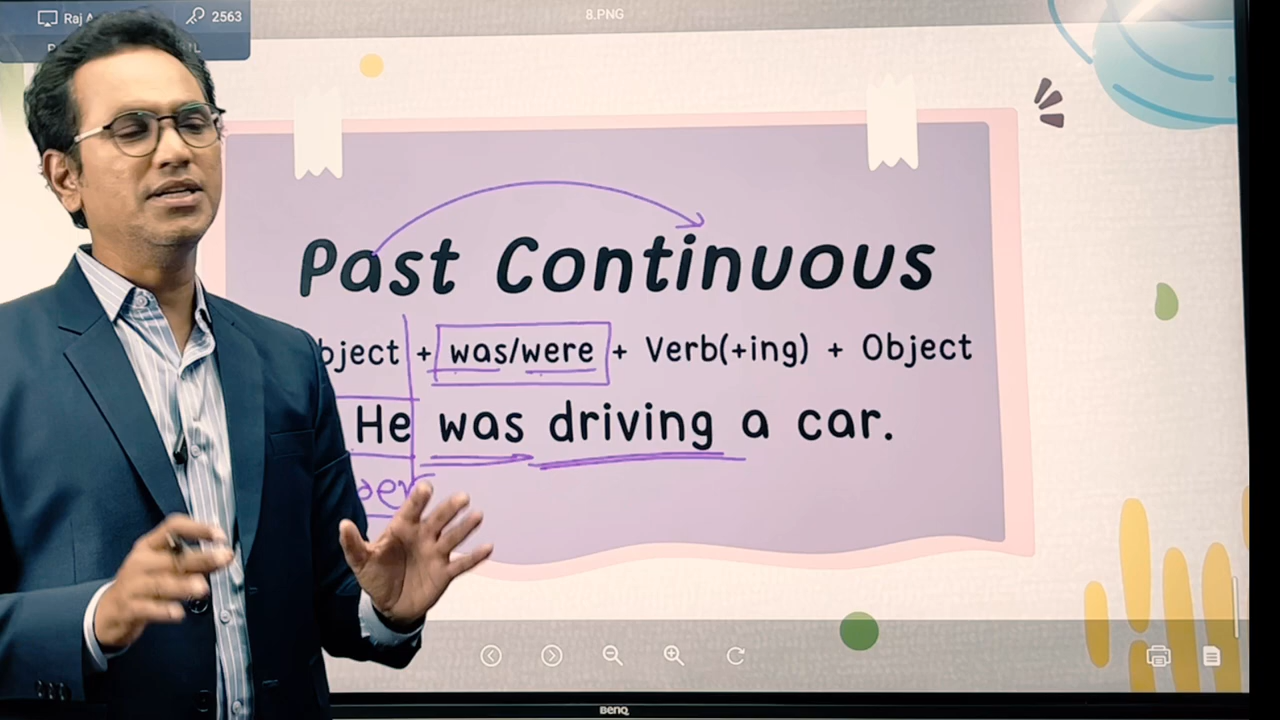 2563
8.PNG
Past Continuous
bject + was/were + Verb(+ing) + Object
He was driving a car.
BenQ